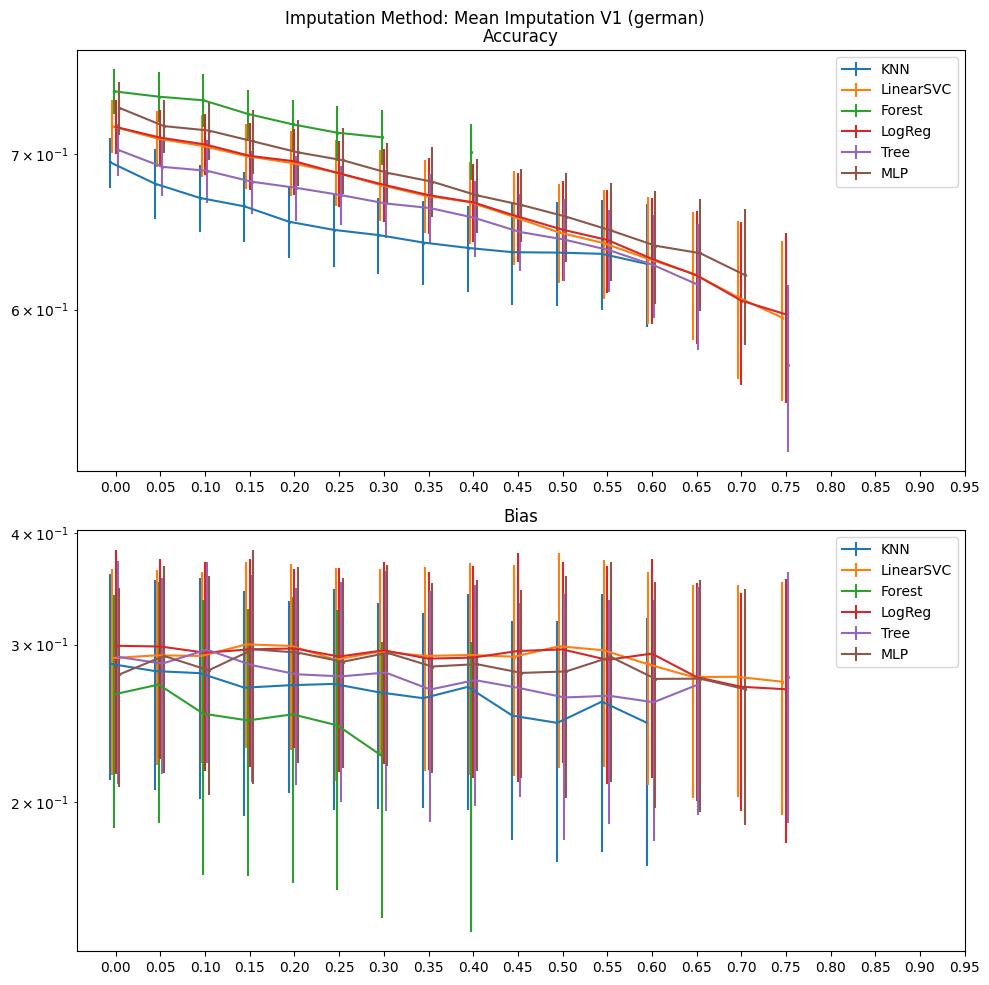 Imputation Method: Mean Imputation V1 (german)
Accuracy
7 × 10⁻¹
6 × 10⁻¹
KNN
LinearSVC
Forest
LogReg
Tree
MLP
0.00 0.05 0.10 0.15 0.20 0.25 0.30 0.35 0.40 0.45 0.50 0.55 0.60 0.65 0.70 0.75 0.80 0.85 0.90 0.95
Bias
4 × 10⁻¹
3 × 10⁻¹
2 × 10⁻¹
KNN
LinearSVC
Forest
LogReg
Tree
MLP
0.00 0.05 0.10 0.15 0.20 0.25 0.30 0.35 0.40 0.45 0.50 0.55 0.60 0.65 0.70 0.75 0.80 0.85 0.90 0.95